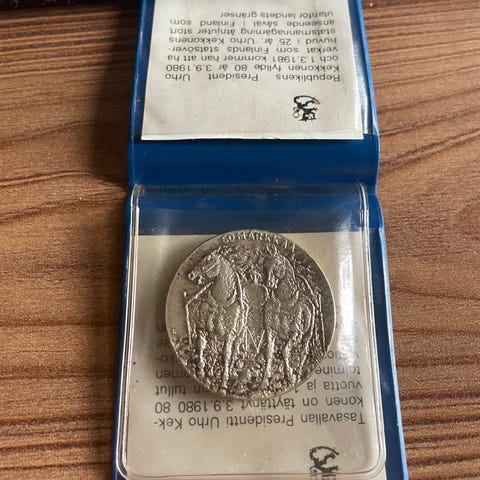 Republikens President Urho
Kekkonen fyllde 80 år 3.9.1980
och 1.3.1981 kommer han att ha
verkat som Finlands statsöver-
huvud i 25 år. Urho Kekkonens
statsmannagärning åtnjuter stort
anseende såväl i Finland som
utanför landets gränser
50 MARKKAA
Tasavallan Presidentti Urho Kek-
konen on täyttänyt 3.9.1980 80
vuotta ja tullut